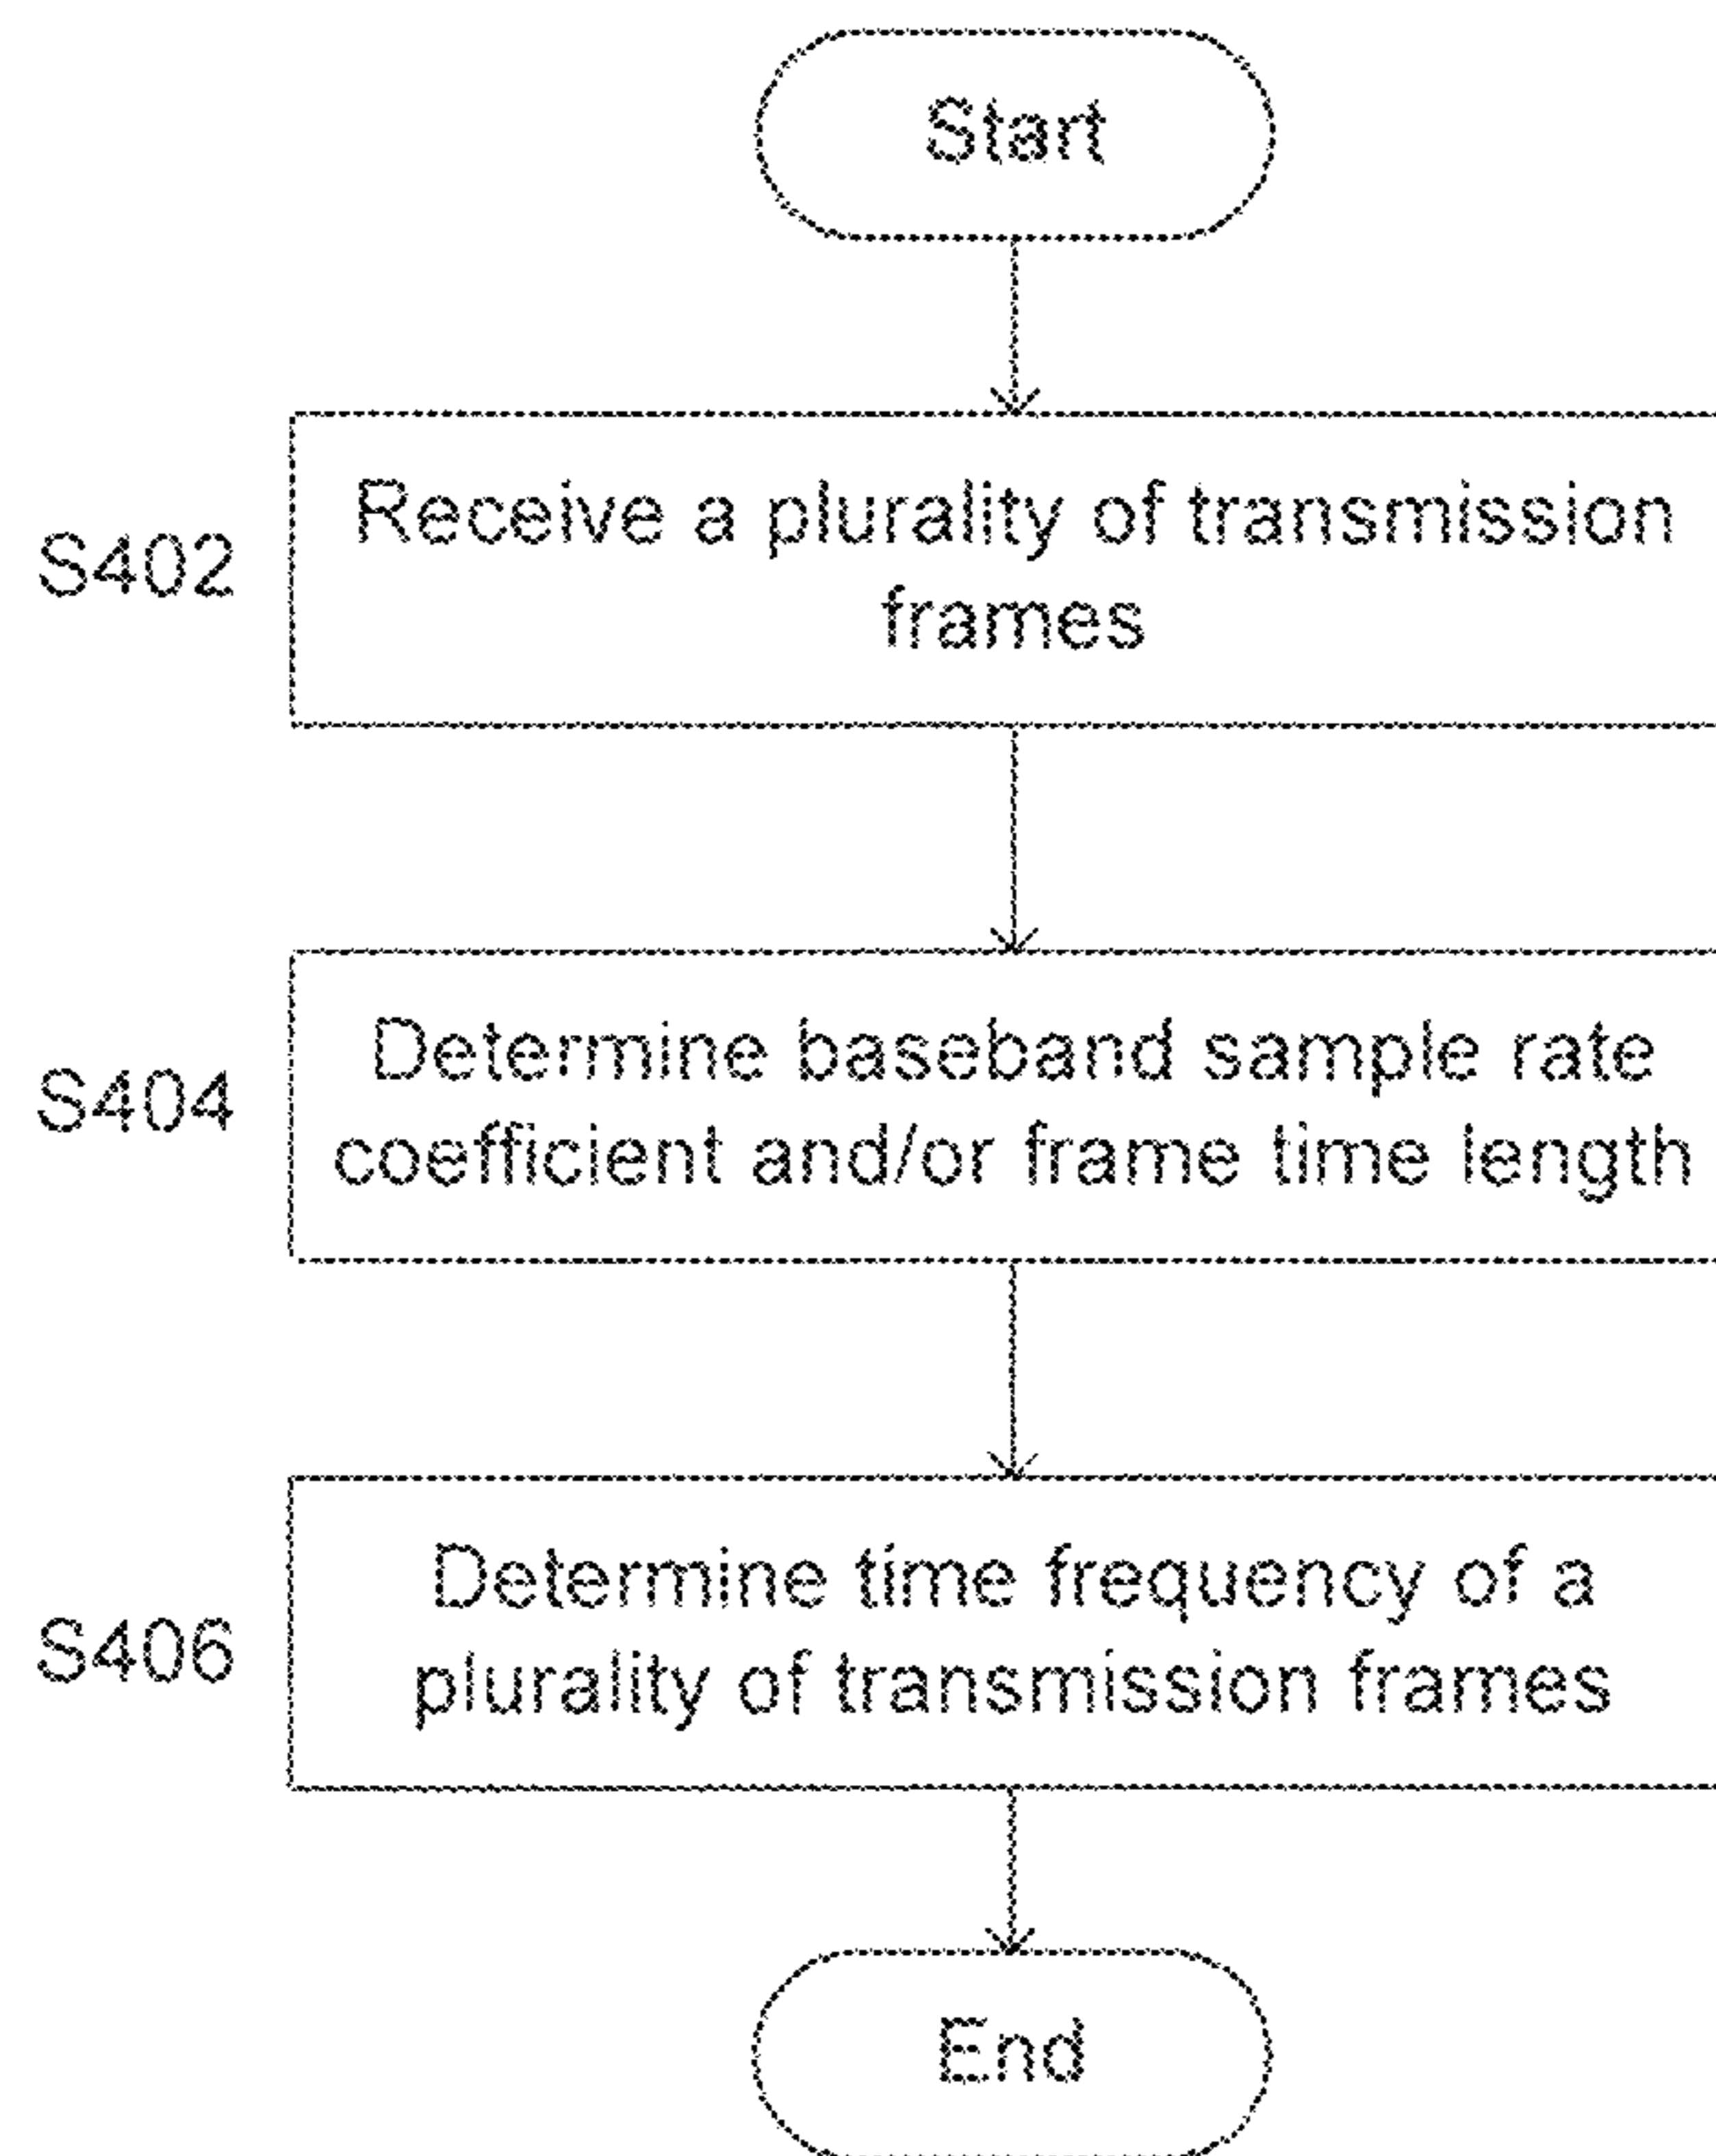 Start
S402
Receive a plurality of transmission
frames
S404
Determine baseband sample rate
coefficient and/or frame time length
S406
Determine time frequency of a
plurality of transmission frames
End